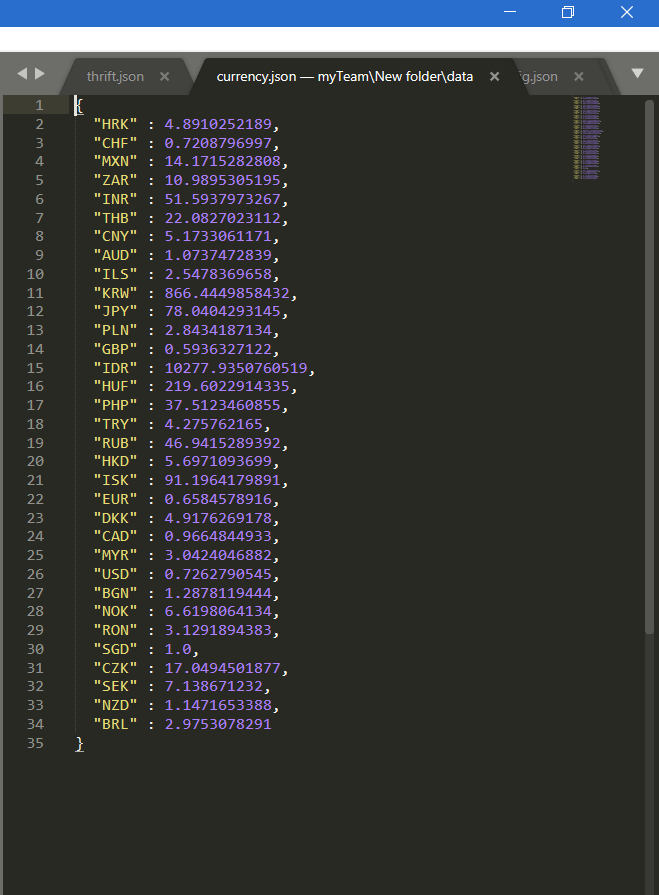 thrift.json
currency.json — myTeam\New folder\data
ig.json
1 {
2 "HRK" : 4.8910252189,
3 "CHF" : 0.7208796997,
4 "MXN" : 14.1715282808,
5 "ZAR" : 10.9895305195,
6 "INR" : 51.5937973267,
7 "THB" : 22.0827023112,
8 "CNY" : 5.1733061171,
9 "AUD" : 1.0737472839,
10 "ILS" : 2.5478369658,
11 "KRW" : 866.4449858432,
12 "JPY" : 78.0404293145,
13 "PLN" : 2.8434187134,
14 "GBP" : 0.5936327122,
15 "IDR" : 10277.9350760519,
16 "HUF" : 219.6022914335,
17 "PHP" : 37.5123460855,
18 "TRY" : 4.275762165,
19 "RUB" : 46.9415289392,
20 "HKD" : 5.6971093699,
21 "ISK" : 91.1964179891,
22 "EUR" : 0.6584578916,
23 "DKK" : 4.9176269178,
24 "CAD" : 0.9664844933,
25 "MYR" : 3.0424046882,
26 "USD" : 0.7262790545,
27 "BGN" : 1.2878119444,
28 "NOK" : 6.6198064134,
29 "RON" : 3.1291894383,
30 "SGD" : 1.0,
31 "CZK" : 17.0494501877,
32 "SEK" : 7.138671232,
33 "NZD" : 1.1471653388,
34 "BRL" : 2.9753078291
35 }